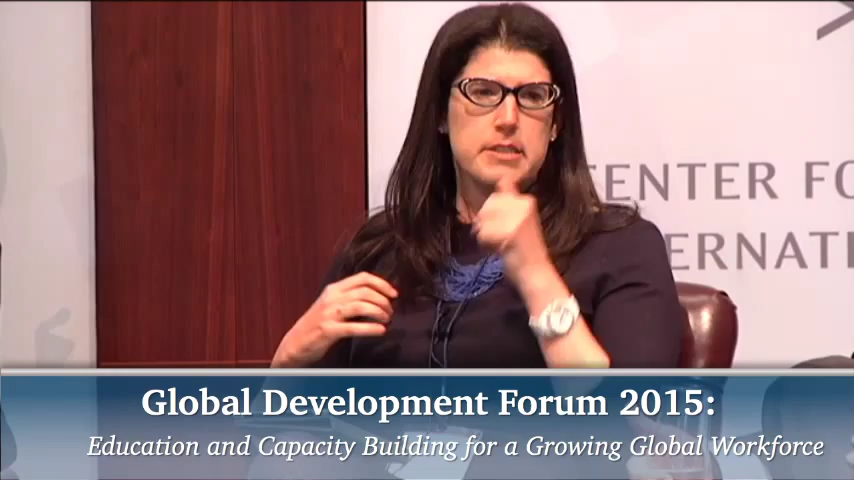 ENTER FO
ERNATI
Global Development Forum 2015:
Education and Capacity Building for a Growing Global Workforce